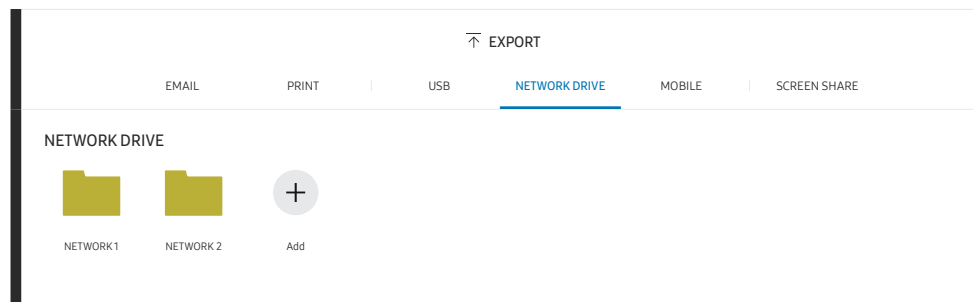 EXPORT
EMAIL PRINT USB NETWORK DRIVE MOBILE SCREEN SHARE
NETWORK DRIVE
NETWORK 1 NETWORK 2 Add